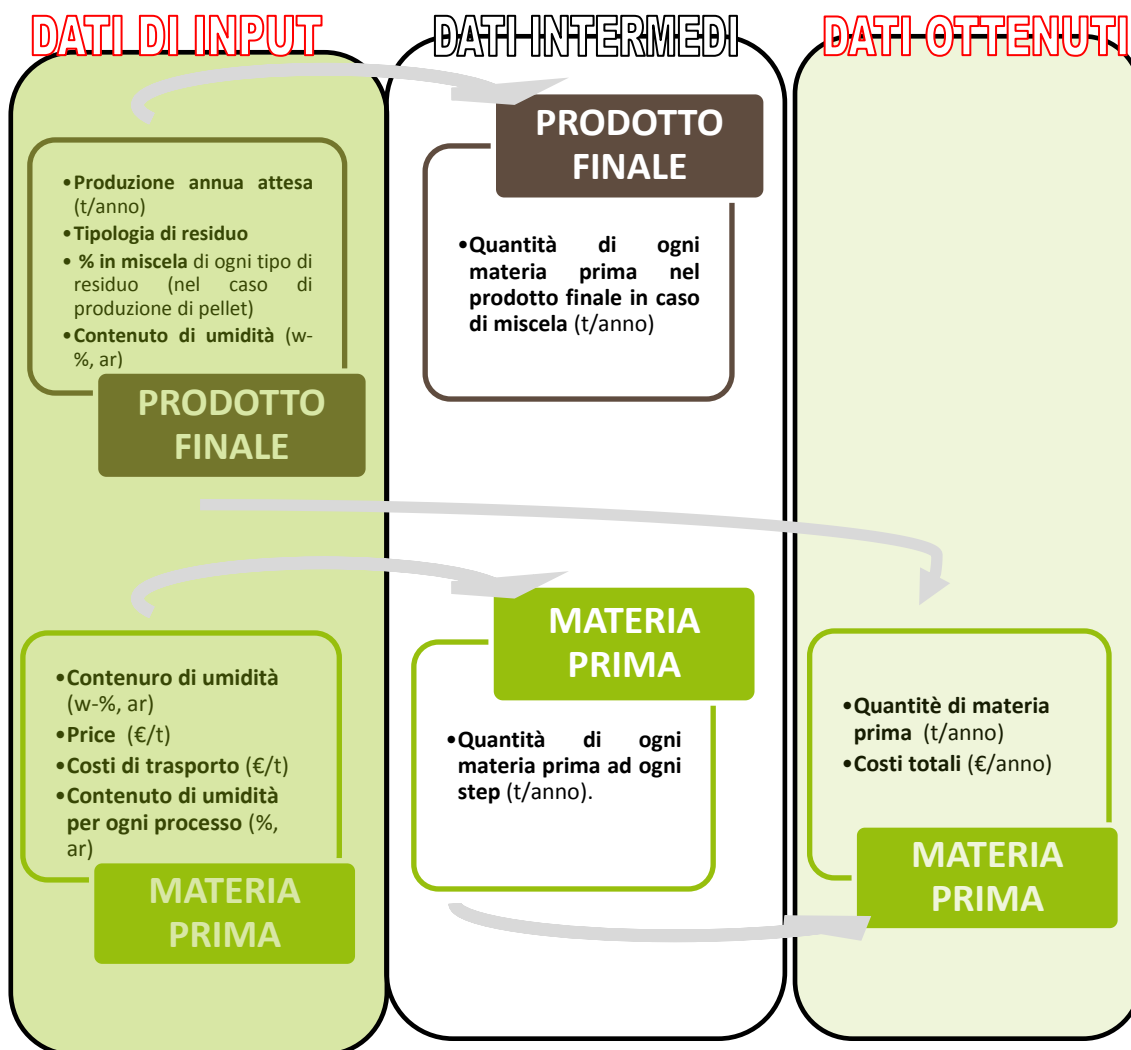 DATI DI INPUT
•Produzione annua attesa
(t/anno)
•Tipologia di residuo
• % in miscela di ogni tipo di
residuo (nel caso di
produzione di pellet)
•Contenuto di umidità (w-
%, ar)
PRODOTTO
FINALE
•Contenuro di umidità
(w-%, ar)
•Price (€/t)
•Costi di trasporto (€/t)
•Contenuto di umidità
per ogni processo (%,
ar)
MATERIA
PRIMA
DATI INTERMEDI
PRODOTTO
FINALE
•Quantità di ogni
materia prima nel
prodotto finale in caso
di miscela (t/anno)
MATERIA
PRIMA
•Quantità di ogni
materia prima ad ogni
step (t/anno).
DATI OTTENUTI
•Quantitè di materia
prima (t/anno)
•Costi totali (€/anno)
MATERIA
PRIMA